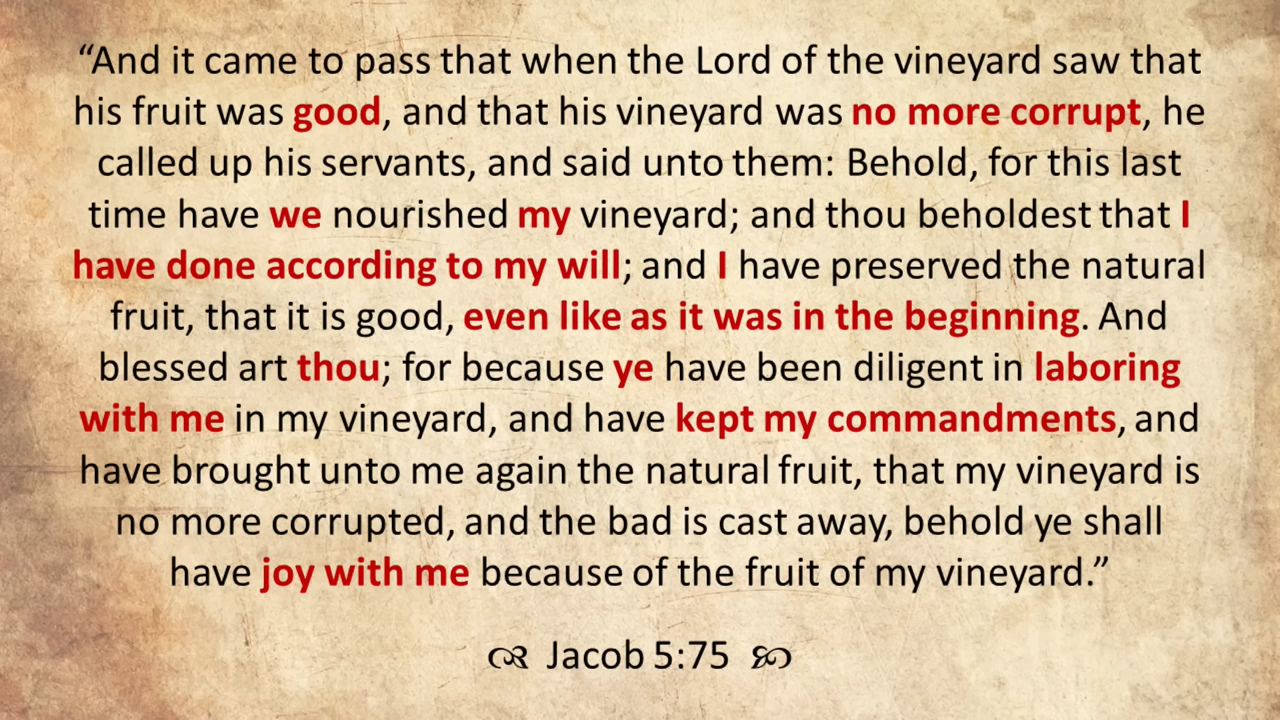 “And it came to pass that when the Lord of the vineyard saw that
his fruit was good, and that his vineyard was no more corrupt, he
called up his servants, and said unto them: Behold, for this last
time have we nourished my vineyard; and thou beholdest that I
have done according to my will; and I have preserved the natural
fruit, that it is good, even like as it was in the beginning. And
blessed art thou; for because ye have been diligent in laboring
with me in my vineyard, and have kept my commandments, and
have brought unto me again the natural fruit, that my vineyard is
no more corrupted, and the bad is cast away, behold ye shall
have joy with me because of the fruit of my vineyard.”
Jacob 5:75